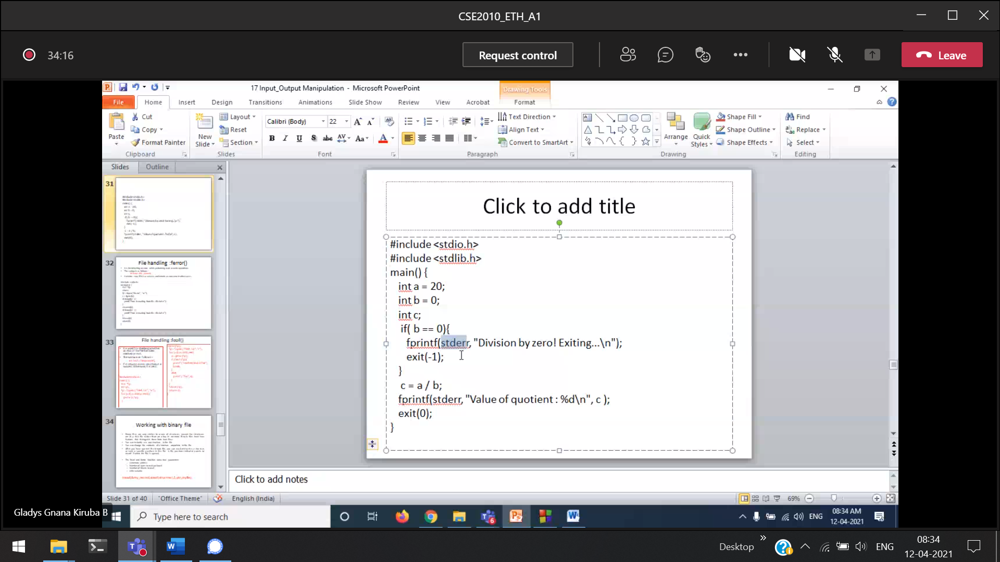 CSE2010_ETH_A1
34:16
Request control
Leave
17 Input_Output Manipulation - Microsoft PowerPoint
Drawing Tools
File Home Insert Design Transitions Animations Slide Show Review View Acrobat Format
Paste
Cut
Copy
Format Painter
Clipboard
New Slide
Layout
Reset
Section
Slides
Calibri (Body) 22
Font
Text Direction
Align Text
Convert to SmartArt
Paragraph
Arrange
Quick Styles
Shape Fill
Shape Outline
Shape Effects
Drawing
Find
Replace
Select
Editing
Slides Outline
31
32
File handling :ferror()
33
File handling :feof()
34
Working with binary file
Click to add title
#include <stdio.h>
#include <stdlib.h>
main() {
int a = 20;
int b = 0;
int c;
if( b == 0){
fprintf(stderr, "Division by zero! Exiting...\n");
exit(-1);
}
c = a / b;
fprintf(stderr, "Value of quotient : %d\n", c );
exit(0);
}
Click to add notes
Slide 31 of 40 "Office Theme" English (India) 69%
Gladys Gnana Kiruba B
Type here to search
ENG
08:34 AM
12-04-2021
Desktop
ENG
08:34
12-04-2021